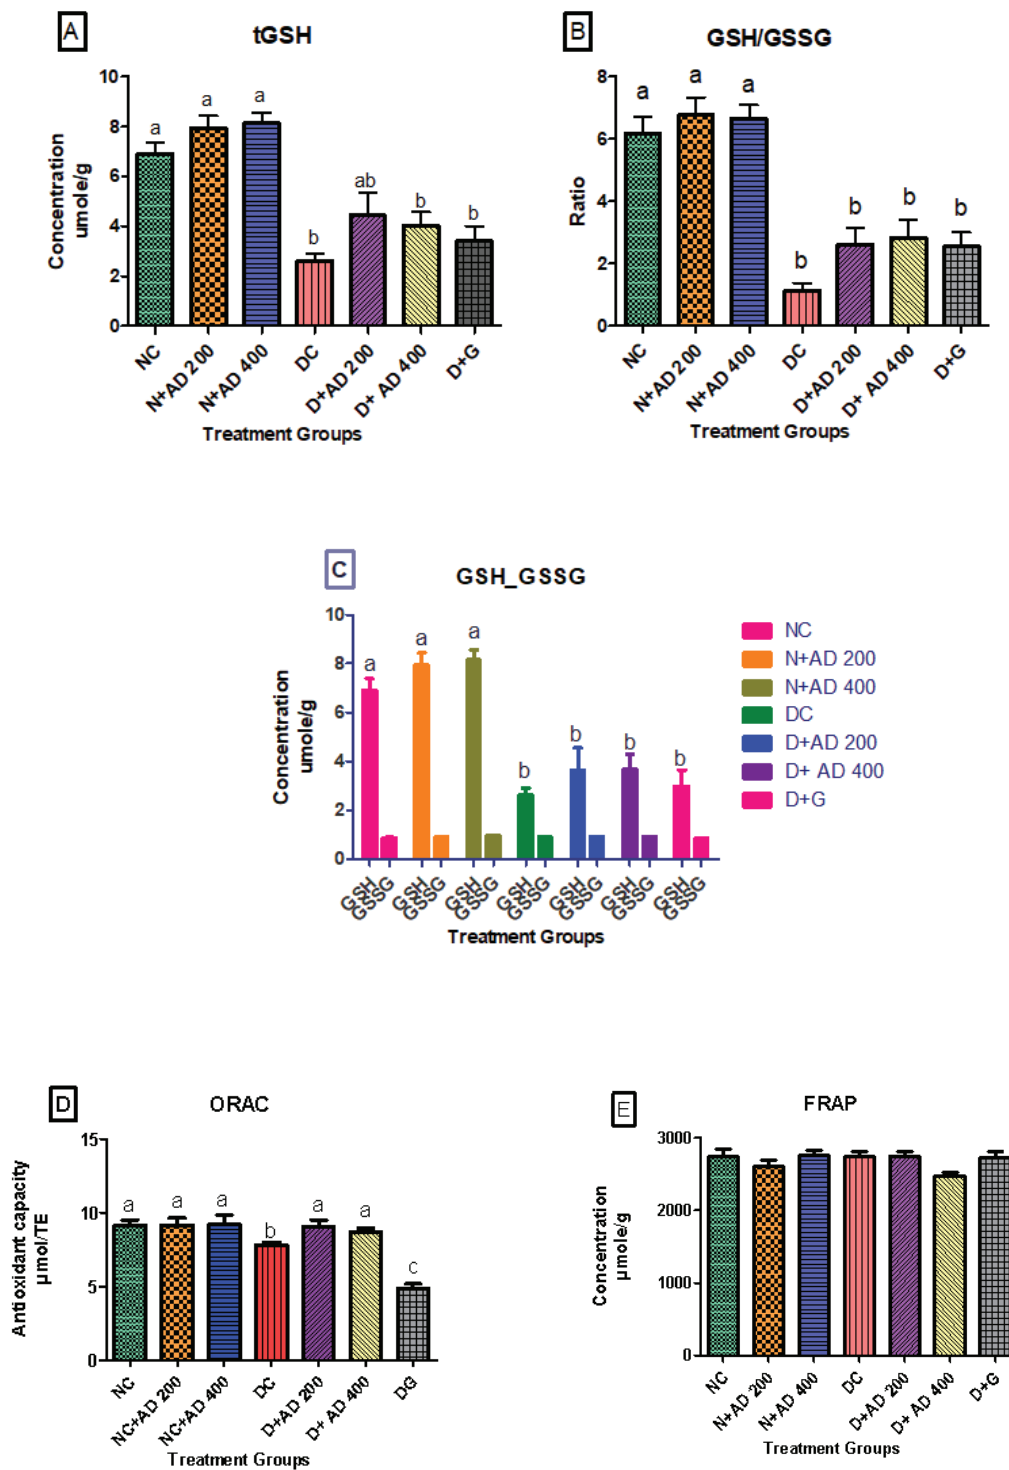 A
tGSH
Concentration
umole/g
10
8
6
4
2
0
a
a
a
b
ab
b
b
NC
N+AD 200
N+AD 400
DC
D+AD 200
D+ AD 400
D+G
Treatment Groups
B
GSH/GSSG
Ratio
8
6
4
2
0
a
a
a
b
b
b
b
NC
N+AD 200
N+AD 400
DC
D+AD 200
D+ AD 400
D+G
Treatment Groups
C
GSH_GSSG
Concentration
umole/g
10
8
6
4
2
0
a
a
a
b
b
b
b
GSH
GSSG
GSH
GSSG
GSH
GSSG
GSH
GSSG
GSH
GSSG
GSH
GSSG
GSH
GSSG
Treatment Groups
NC
N+AD 200
N+AD 400
DC
D+AD 200
D+ AD 400
D+G
D
ORAC
Antioxidant capacity
µmol/TE
15
10
5
0
a
a
a
b
a
a
c
NC
NC+AD 200
NC+AD 400
DC
D+AD 200
D+ AD 400
DG
Treatment Groups
E
FRAP
Concentration
µmole/g
3000
2000
1000
0
NC
N+AD 200
N+AD 400
DC
D+AD 200
D+ AD 400
D+G
Treatment Groups